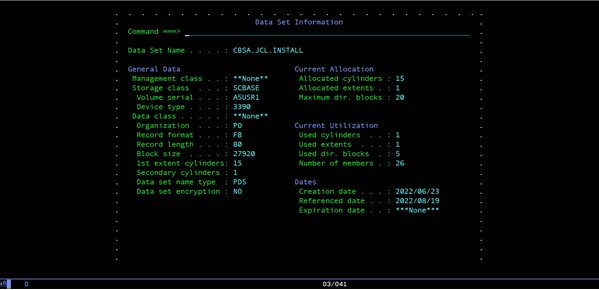 Data Set Information
Command ===>
Data Set Name . . . . : CBSA.JCL.INSTALL
General Data
Management class . . : **None**
Storage class . . . : SCBASE
Volume serial . . . : A5USR1
Device type . . . . : 3390
Data class . . . . . : **None**
Organization . . . : PO
Record format . . . : FB
Record length . . . : 80
Block size . . . . : 27920
1st extent cylinders: 15
Secondary cylinders : 1
Data set name type : PDS
Data set encryption : NO
Current Allocation
Allocated cylinders : 15
Allocated extents . : 1
Maximum dir. blocks : 20
Current Utilization
Used cylinders . . : 1
Used extents . . . : 1
Used dir. blocks . : 5
Number of members . : 26
Dates
Creation date . . . : 2022/06/23
Referenced date . . : 2022/08/19
Expiration date . . : ***None***
03/041